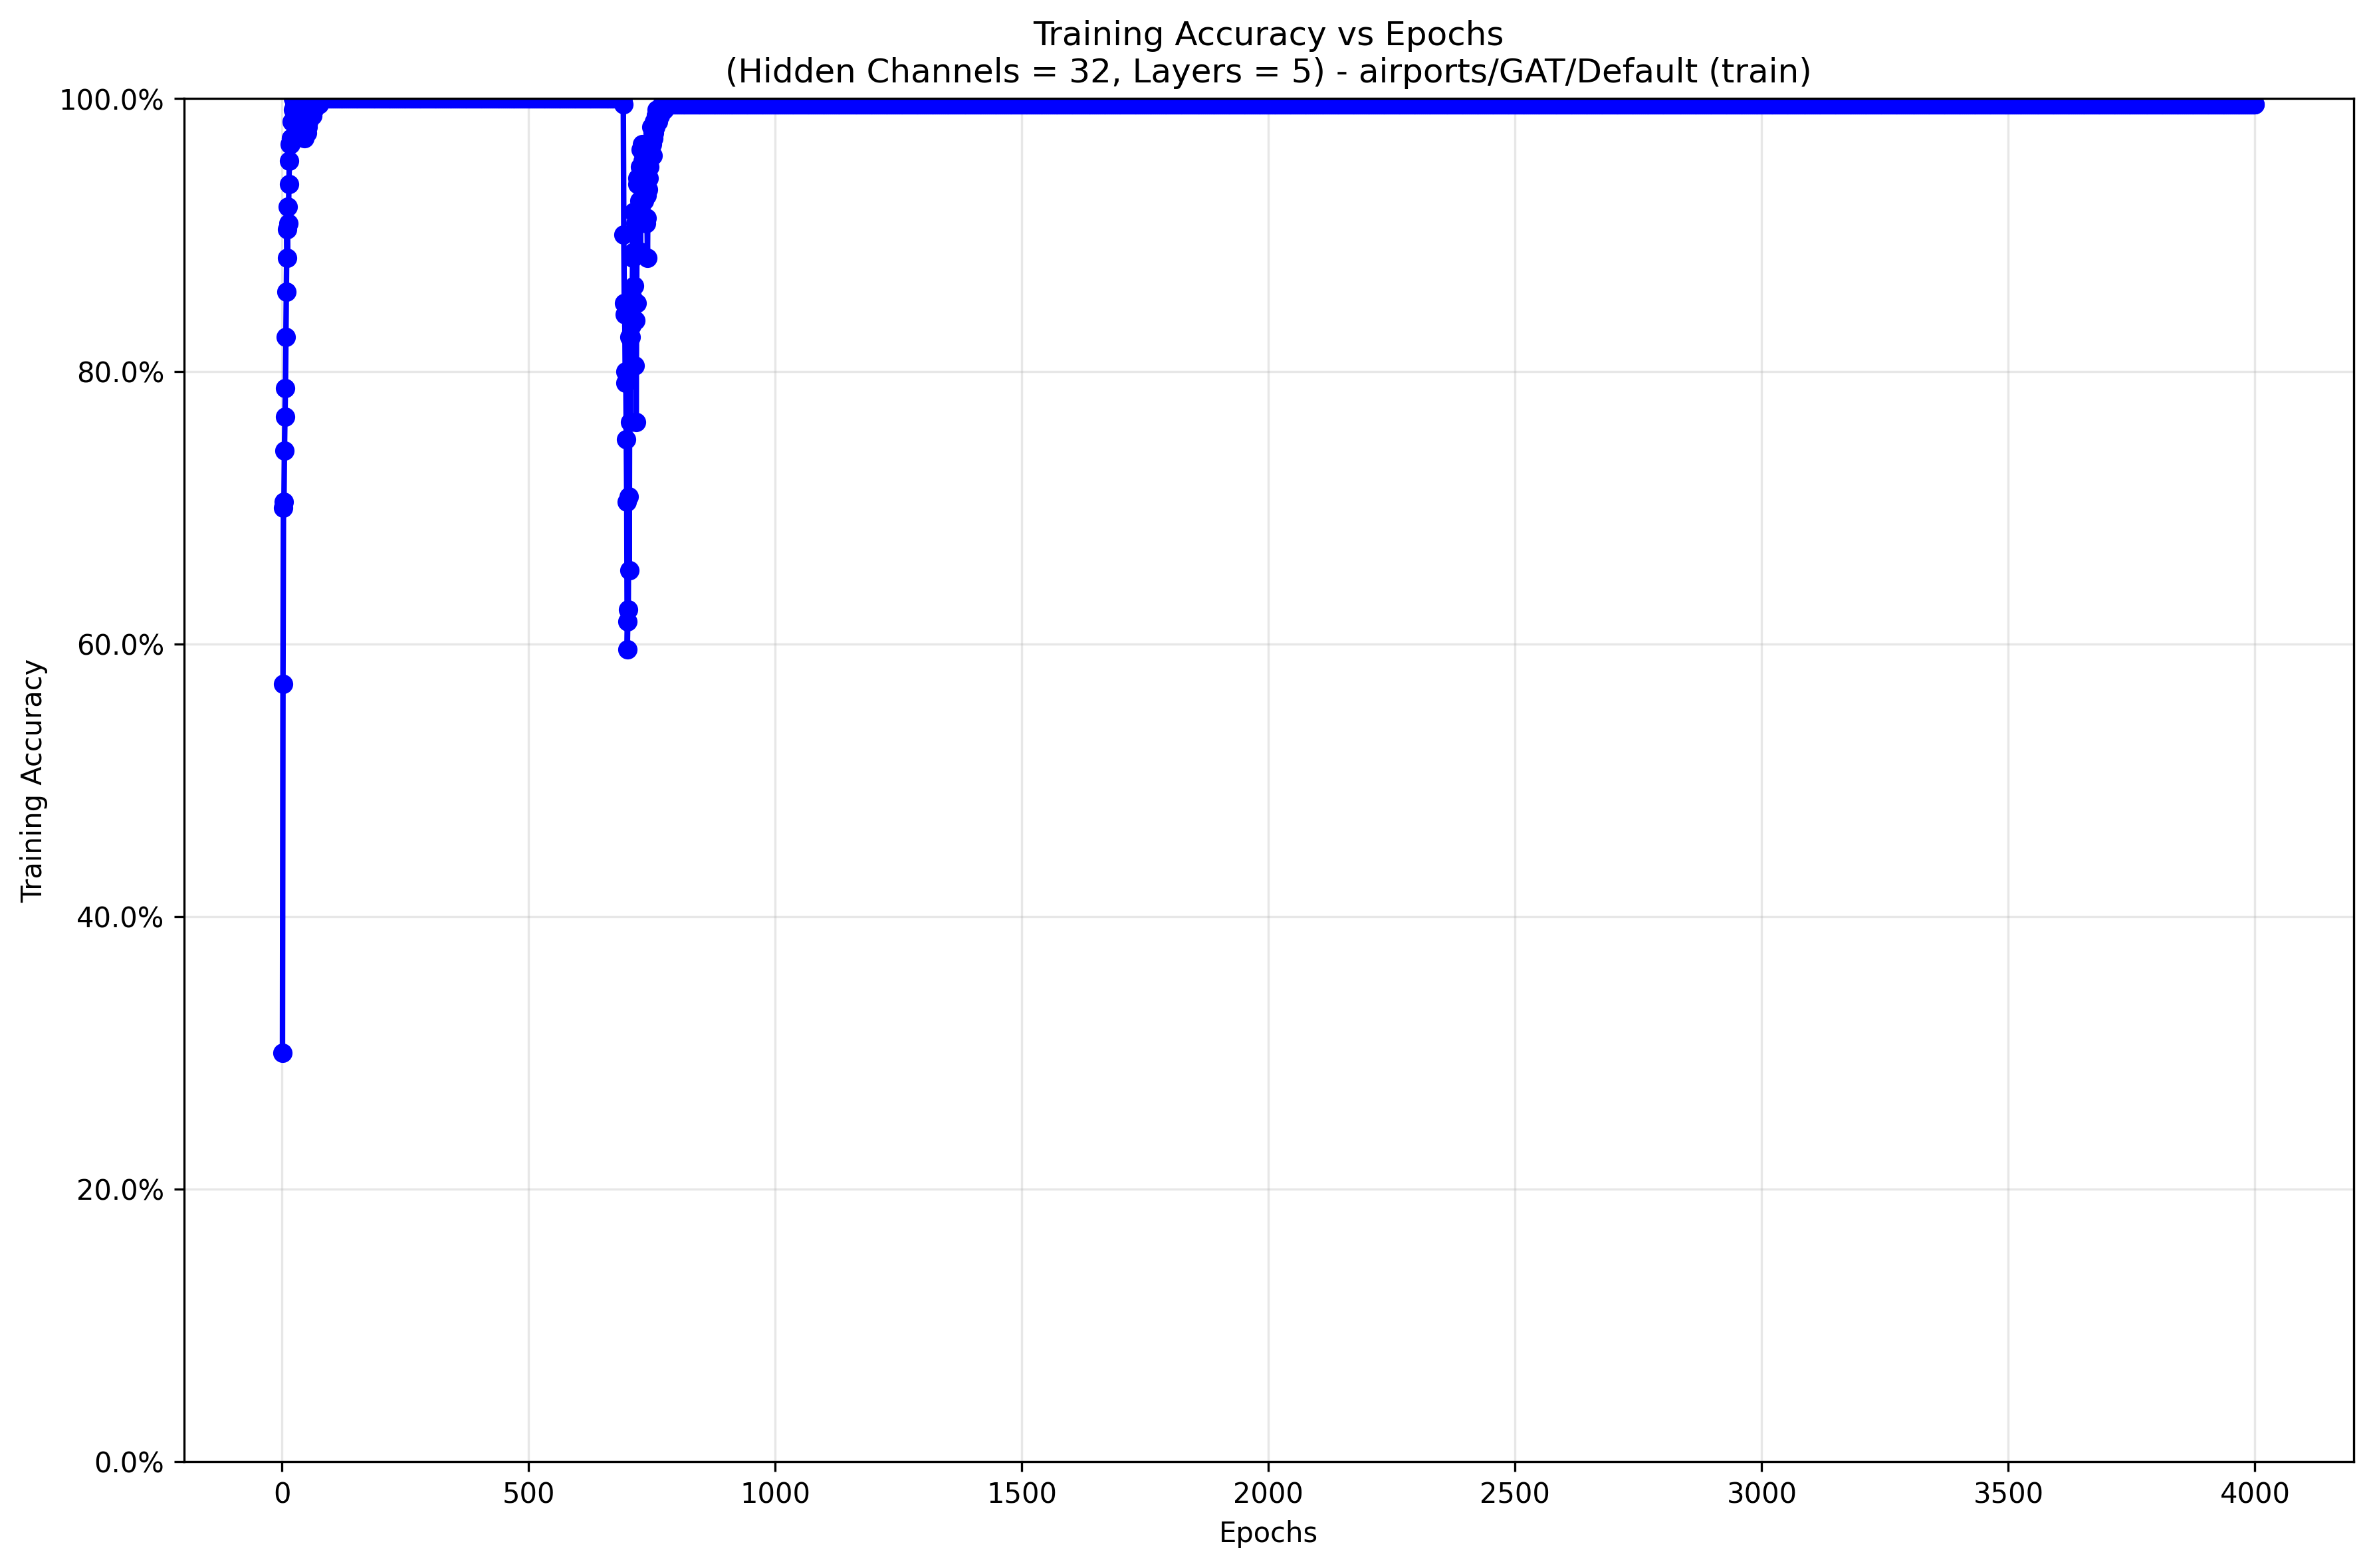 Training Accuracy vs Epochs
(Hidden Channels = 32, Layers = 5) - airports/GAT/Default (train)
100.0%
80.0%
60.0%
40.0%
20.0%
0.0%
Training Accuracy
0 500 1000 1500 2000 2500 3000 3500 4000
Epochs